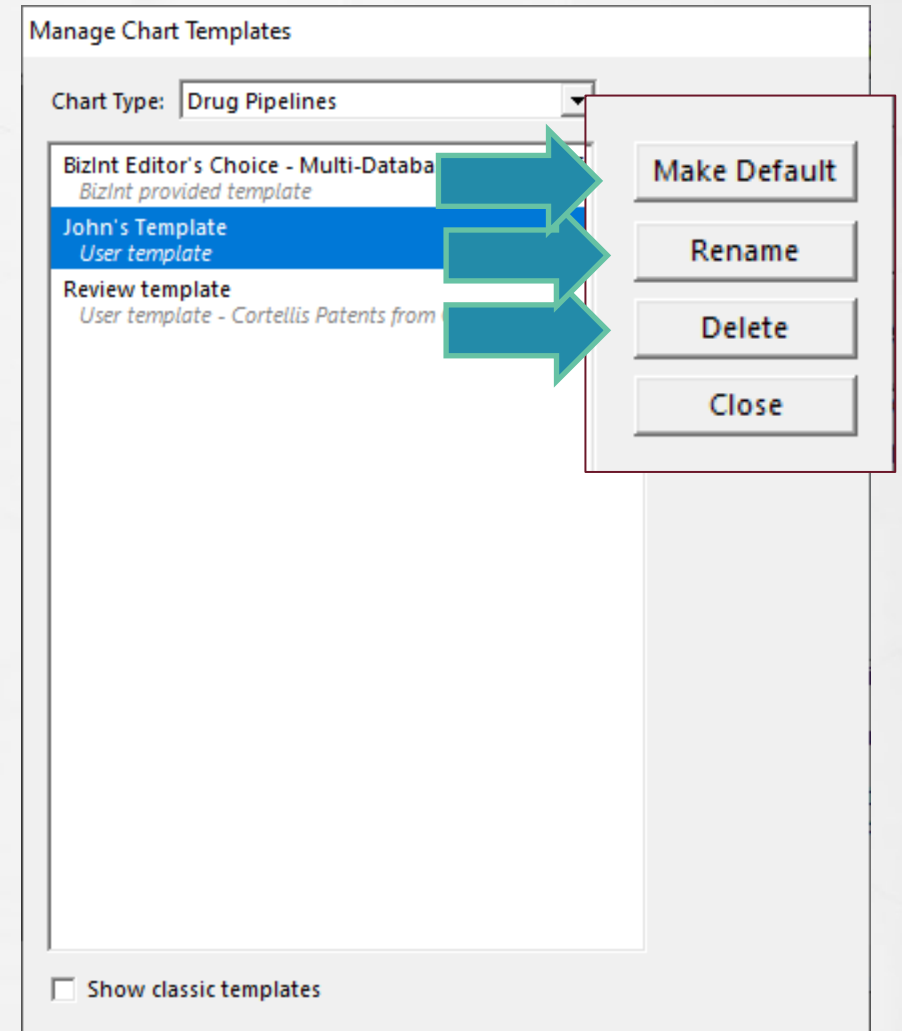 Manage Chart Templates
Chart Type: Drug Pipelines
BizInt Editor's Choice - Multi-Databa
BizInt provided template
John's Template
User template
Review template
User template - Cortellis Patents from
Make Default
Rename
Delete
Close
Show classic templates